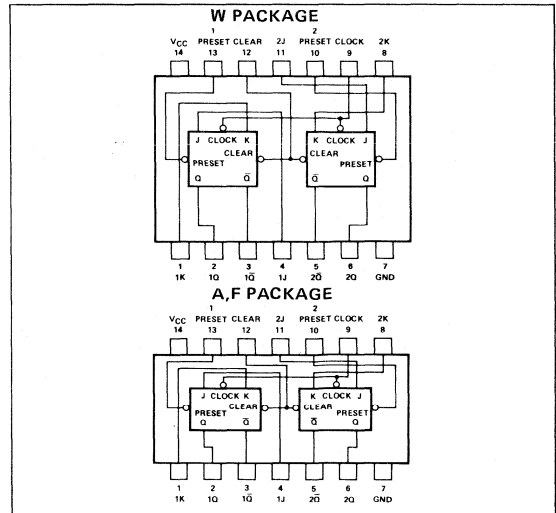 W PACKAGE
1 2
VCC PRESET CLEAR 2J PRESET CLOCK 2K
14 13 12 11 10 9 8
J CLOCK K K CLOCK J
CLEAR CLEAR
PRESET PRESET
Q Q̅ Q̅ Q
1 2 3 4 5 6 7
1K 1Q 1Q̅ 1J 2Q̅ 2Q GND
A,F PACKAGE
1 2
VCC PRESET CLEAR 2J PRESET CLOCK 2K
14 13 12 11 10 9 8
J CLOCK K K CLOCK J
CLEAR CLEAR
PRESET PRESET
Q Q̅ Q̅ Q
1 2 3 4 5 6 7
1K 1Q 1Q̅ 1J 2Q̅ 2Q GND